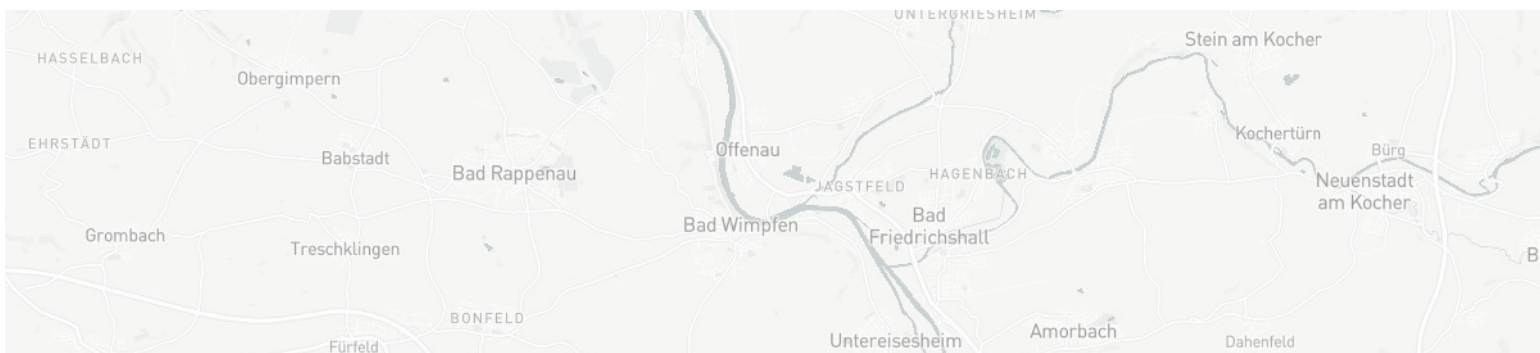 UNTERGRIESHEIM
Stein am Kocher
HASSELBACH
Obergimpern
Kochertürn
EHRSTÄDT
Babstadt
Offenau
Bürg
Bad Rappenau
HAGENBACH
JAGSTFELD
Neuenstadt
am Kocher
Bad
Friedrichshall
Bad Wimpfen
Grombach
Treschklingen
B
BONFELD
Amorbach
Untereisesheim
Dahenfeld
Fürfeld